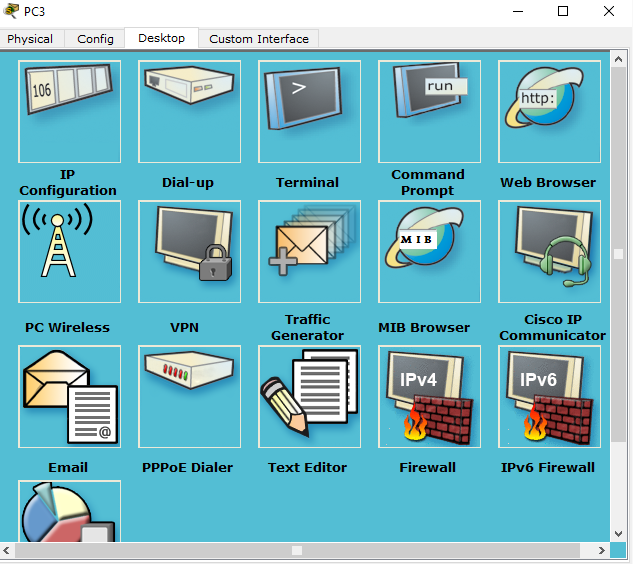 PC3
Physical Config Desktop Custom Interface
106
>
run
http:
IP
Configuration
Dial-up
Terminal
Command
Prompt
Web Browser
MIB
PC Wireless
VPN
Traffic
Generator
MIB Browser
Cisco IP
Communicator
@
IPv4
IPv6
Email
PPPoE Dialer
Text Editor
Firewall
IPv6 Firewall